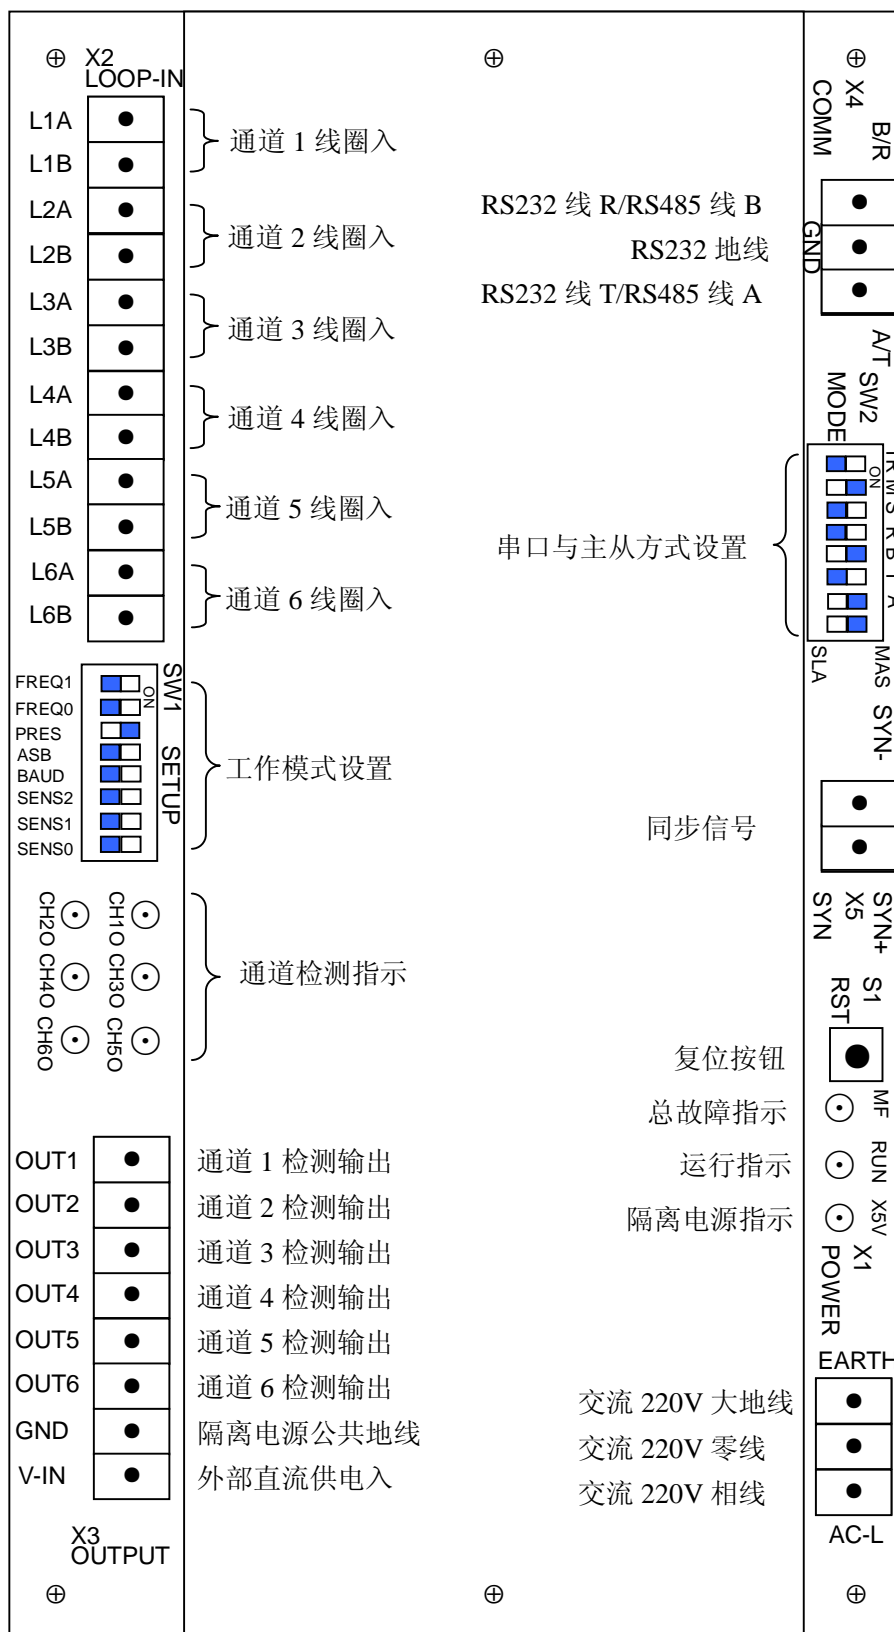 X2
LOOP-IN
L1A
L1B
通道 1 线圈入
L2A
L2B
通道 2 线圈入
L3A
L3B
通道 3 线圈入
L4A
L4B
通道 4 线圈入
L5A
L5B
通道 5 线圈入
L6A
L6B
通道 6 线圈入
FREQ1
FREQ0
PRES
ASB
BAUD
SENS2
SENS1
SENS0
ON
SW1
SETUP
工作模式设置
CH2O
CH1O
CH4O
CH3O
CH6O
CH5O
通道检测指示
OUT1
通道 1 检测输出
OUT2
通道 2 检测输出
OUT3
通道 3 检测输出
OUT4
通道 4 检测输出
OUT5
通道 5 检测输出
OUT6
通道 6 检测输出
GND
隔离电源公共地线
V-IN
外部直流供电入
X3
OUTPUT
X4
COMM
B/R
RS232 线 R/RS485 线 B
RS232 地线
GND
RS232 线 T/RS485 线 A
A/T
SW2
MODE
ON
M
S
R
B
T
A
串口与主从方式设置
SLA
MAS
SYN-
同步信号
SYN
X5
SYN+
S1
RST
复位按钮
总故障指示
MF
运行指示
RUN
隔离电源指示
X5V
X1
POWER
EARTH
交流 220V 大地线
交流 220V 零线
交流 220V 相线
AC-L